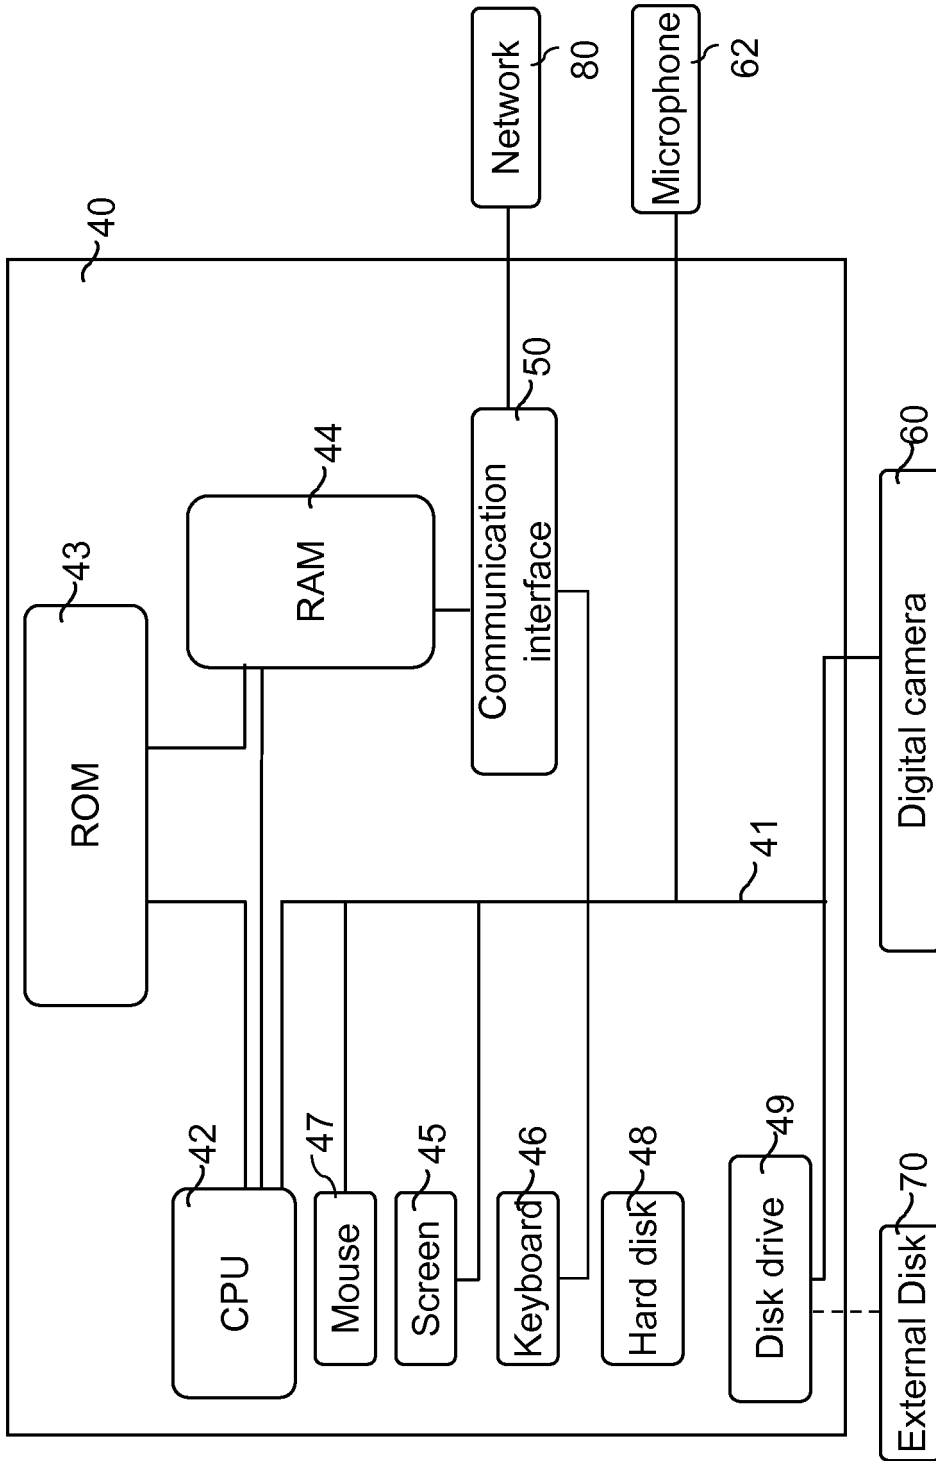 40
ROM
43
RAM
44
CPU
42
Mouse
47
Screen
45
Keyboard
46
Hard disk
48
Disk drive
49
Communication
interface
50
41
Network
80
Microphone
62
Digital camera
60
External Disk
70